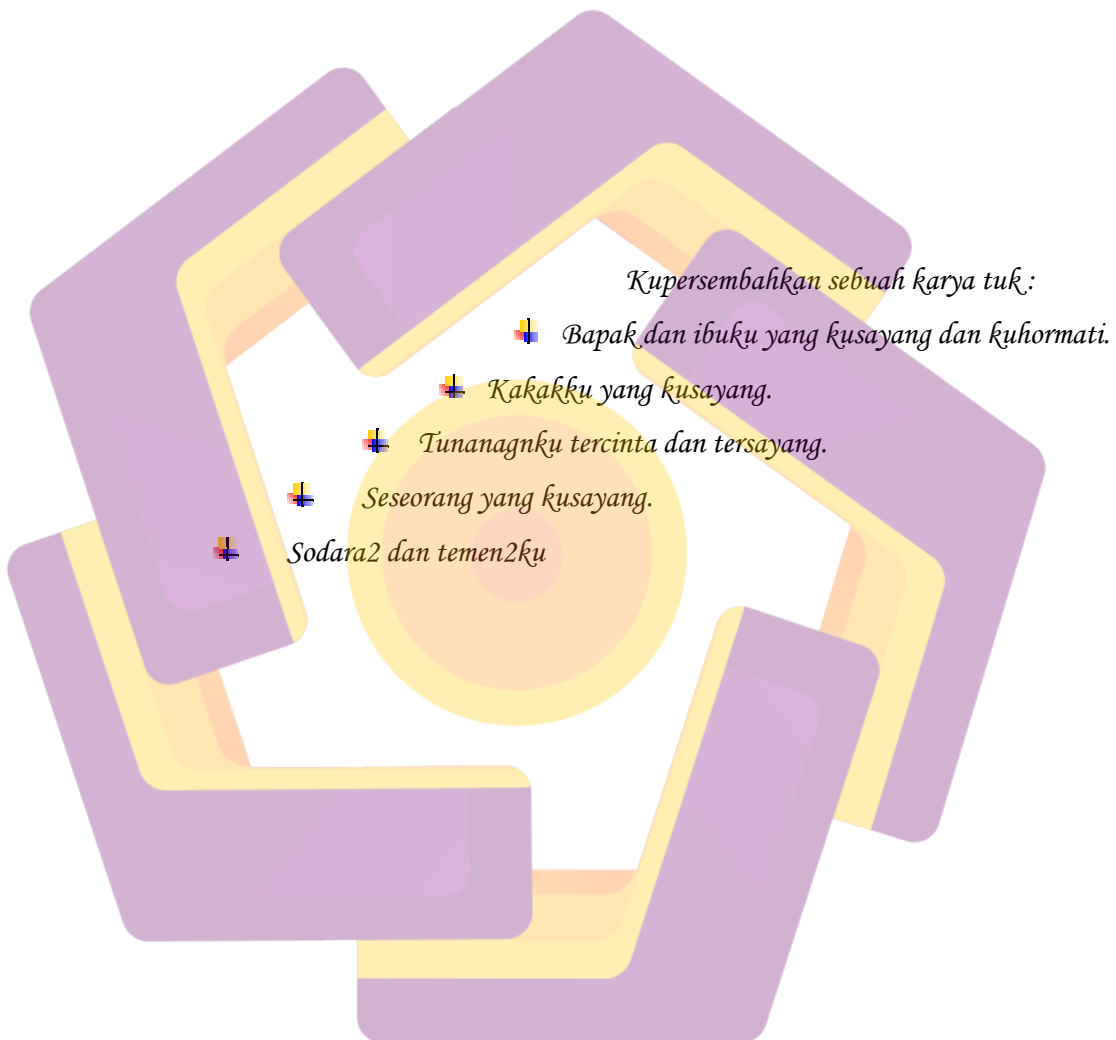 Kupersembahkan sebuah karya tuk :
Bapak dan ibuku yang kusayang dan kuhormati.
Kakakku yang kusayang.
Tunanagnku tercinta dan tersayang.
Seseorang yang kusayang.
Sodara2 dan temen2ku